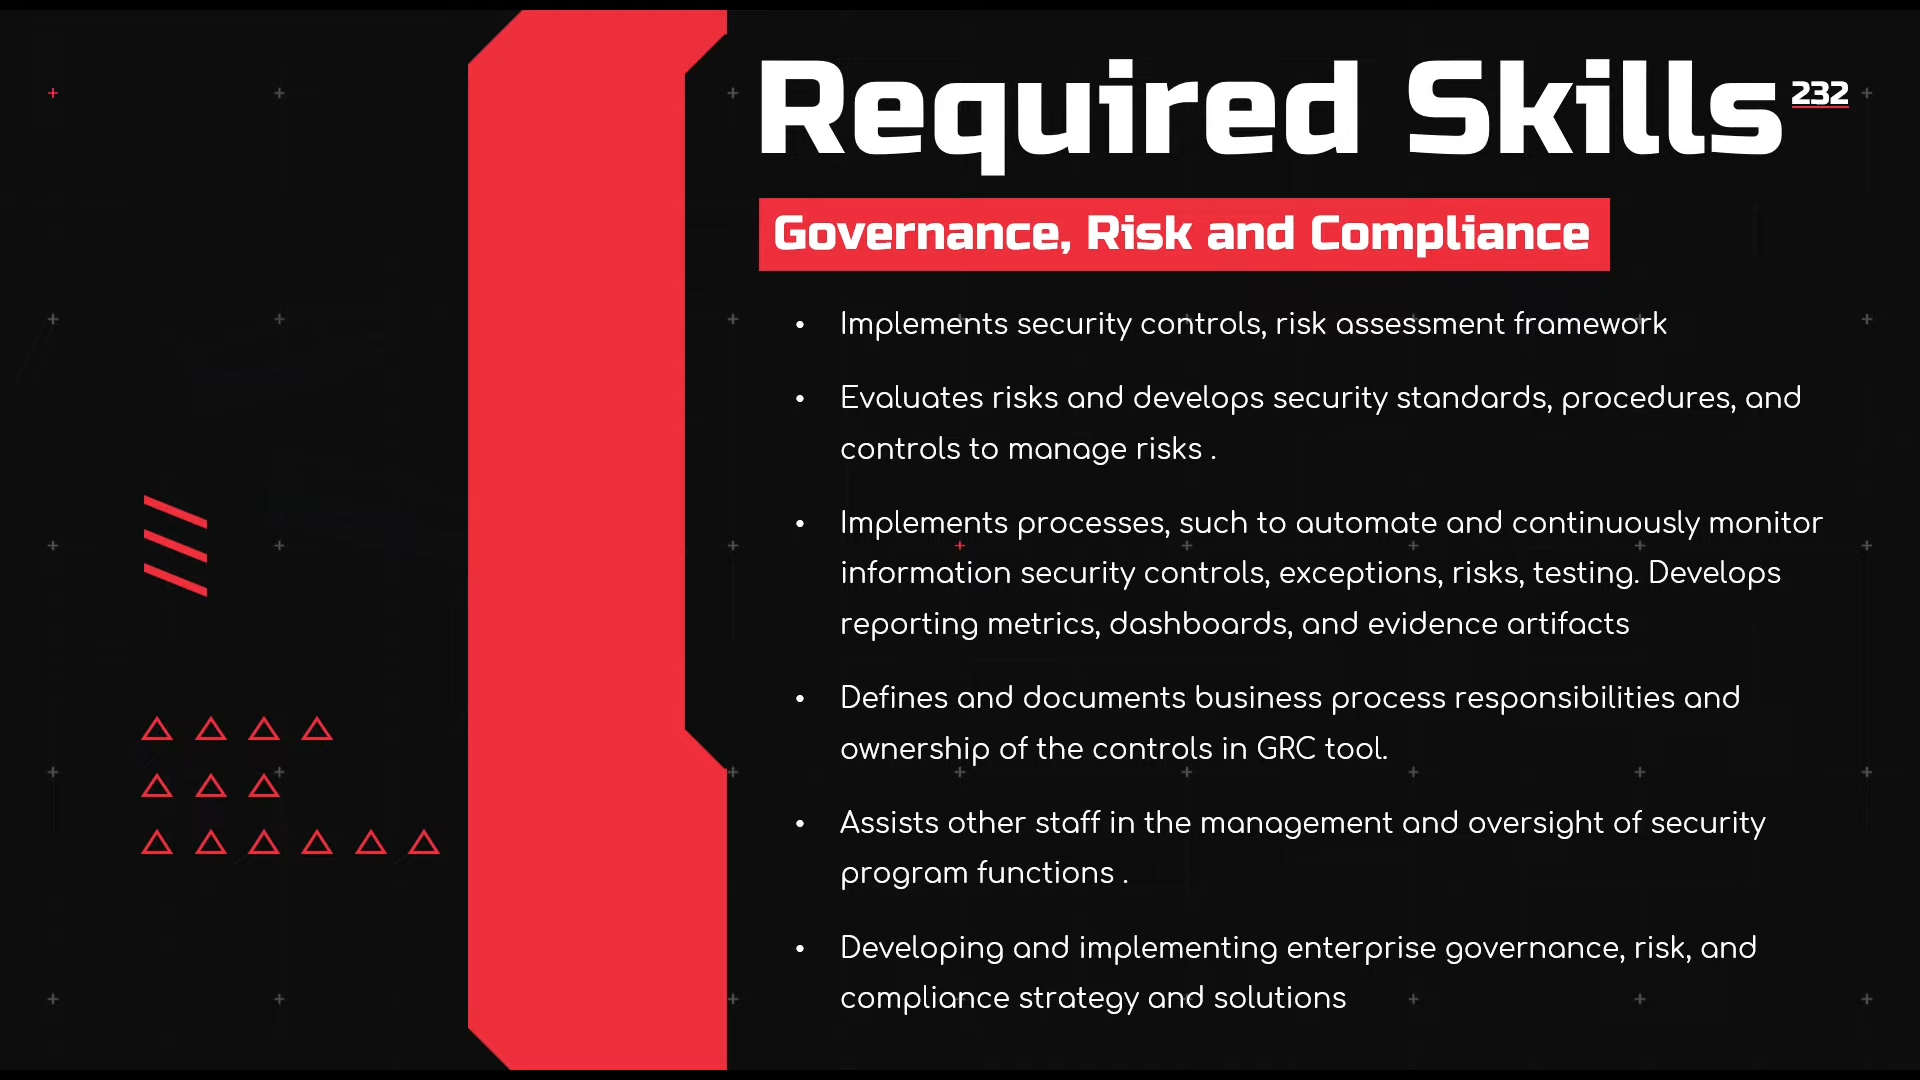 Required Skills
232
Governance, Risk and Compliance
• Implements security controls, risk assessment framework
• Evaluates risks and develops security standards, procedures, and
controls to manage risks .
• Implements processes, such to automate and continuously monitor
information security controls, exceptions, risks, testing. Develops
reporting metrics, dashboards, and evidence artifacts
• Defines and documents business process responsibilities and
ownership of the controls in GRC tool.
• Assists other staff in the management and oversight of security
program functions .
• Developing and implementing enterprise governance, risk, and
compliance strategy and solutions